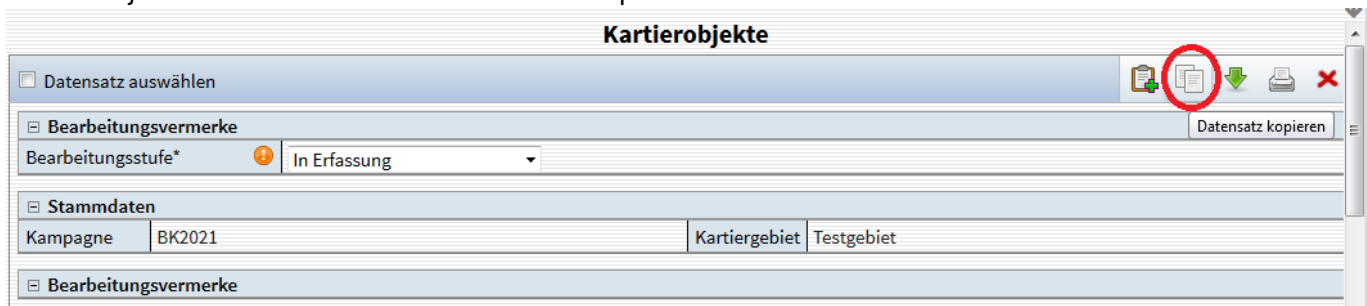 Kartierobjekte
Datensatz auswählen
Bearbeitungsvermerke
Datensatz kopieren
Bearbeitungsstufe* In Erfassung
Stammdaten
Kampagne BK2021 Kartiergebiet Testgebiet
Bearbeitungsvermerke